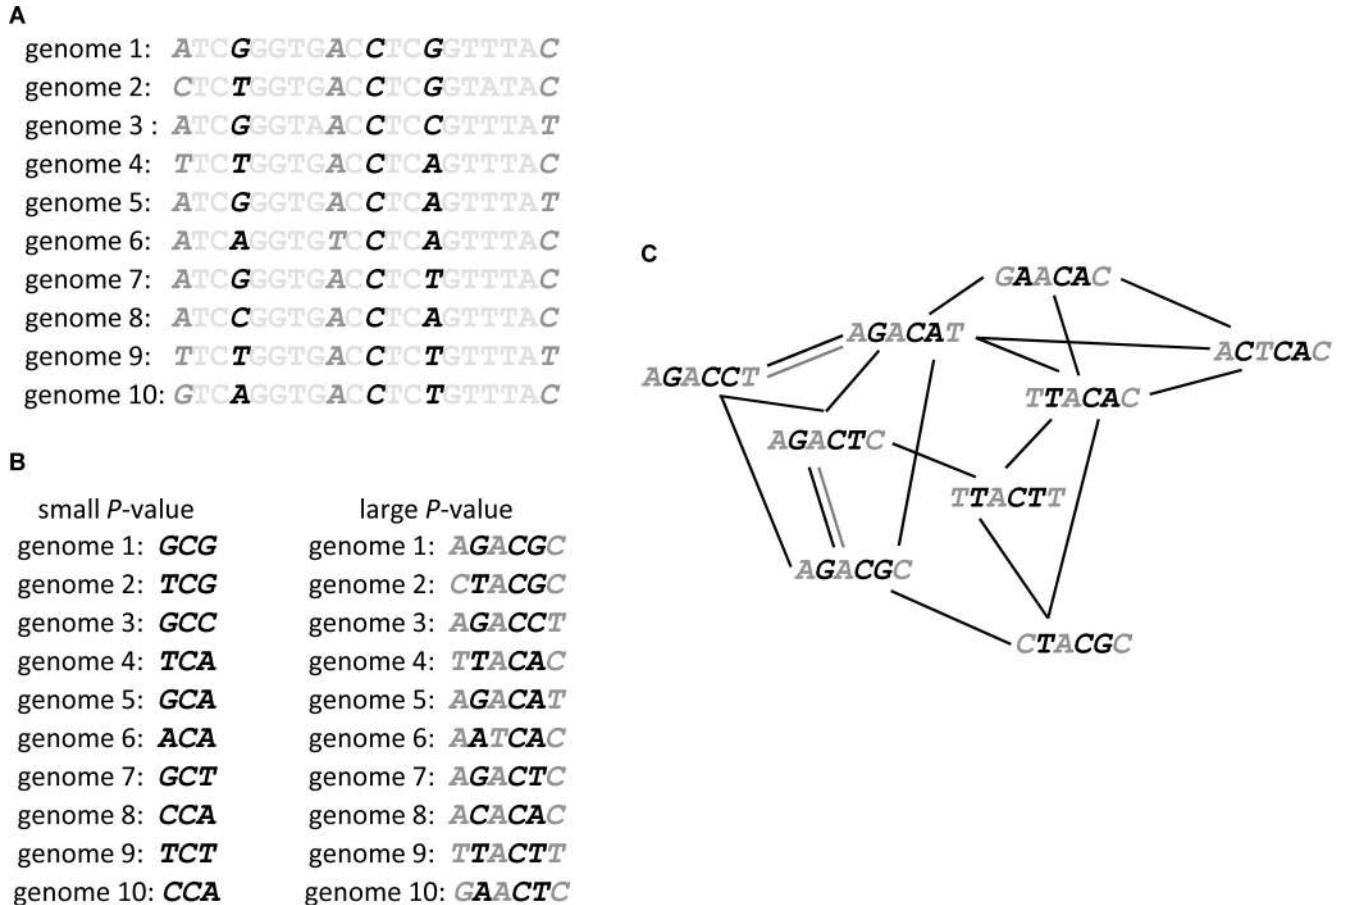 A
genome 1: ATCGGGTGACCTCGGTTTAC
genome 2: CTCTGGTGACCTCGGTATAC
genome 3 : ATCGGGTAACCTCCGTTTAT
genome 4: TTCTGGTGACCTCAGTTTAC
genome 5: ATCGGGTGACCTCAGTTTAT
genome 6: ATCAGGTGTCCTCAGTTTAC
genome 7: ATCGGGTGACCTCTGTTTAC
genome 8: ATCCGGTGACCTCAGTTTAC
genome 9: TTCTGGTGACCTCTGTTTAT
genome 10: GTCAGGTGACCTCTGTTTAC
B
small P-value
genome 1: GCG
genome 2: TCG
genome 3: GCC
genome 4: TCA
genome 5: GCA
genome 6: ACA
genome 7: GCT
genome 8: CCA
genome 9: TCT
genome 10: CCA
large P-value
genome 1: AGACGC
genome 2: CTACGC
genome 3: AGACCT
genome 4: TTACAC
genome 5: AGACAT
genome 6: AATCAC
genome 7: AGACTC
genome 8: ACACAC
genome 9: TTACTT
genome 10: GAACTC
C
GAACAC
AGACAT
ACTCAC
AGACCT
TTACAC
AGACTC
TTACTT
AGACGC
CTACGC